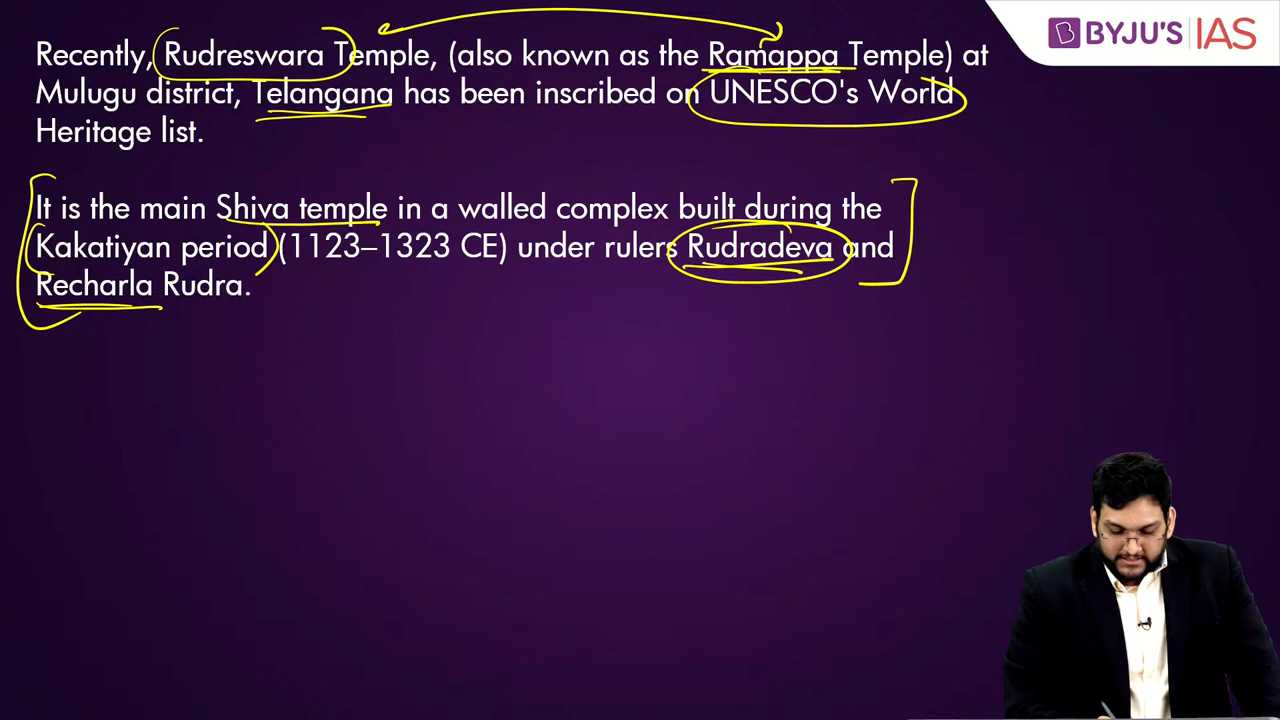 BYJU'S IAS
Recently, Rudreswara Temple, (also known as the Ramappa Temple) at
Mulugu district, Telangana has been inscribed on UNESCO's World
Heritage list.
It is the main Shiva temple in a walled complex built during the
Kakatiyan period (1123–1323 CE) under rulers Rudradeva and
Recharla Rudra.